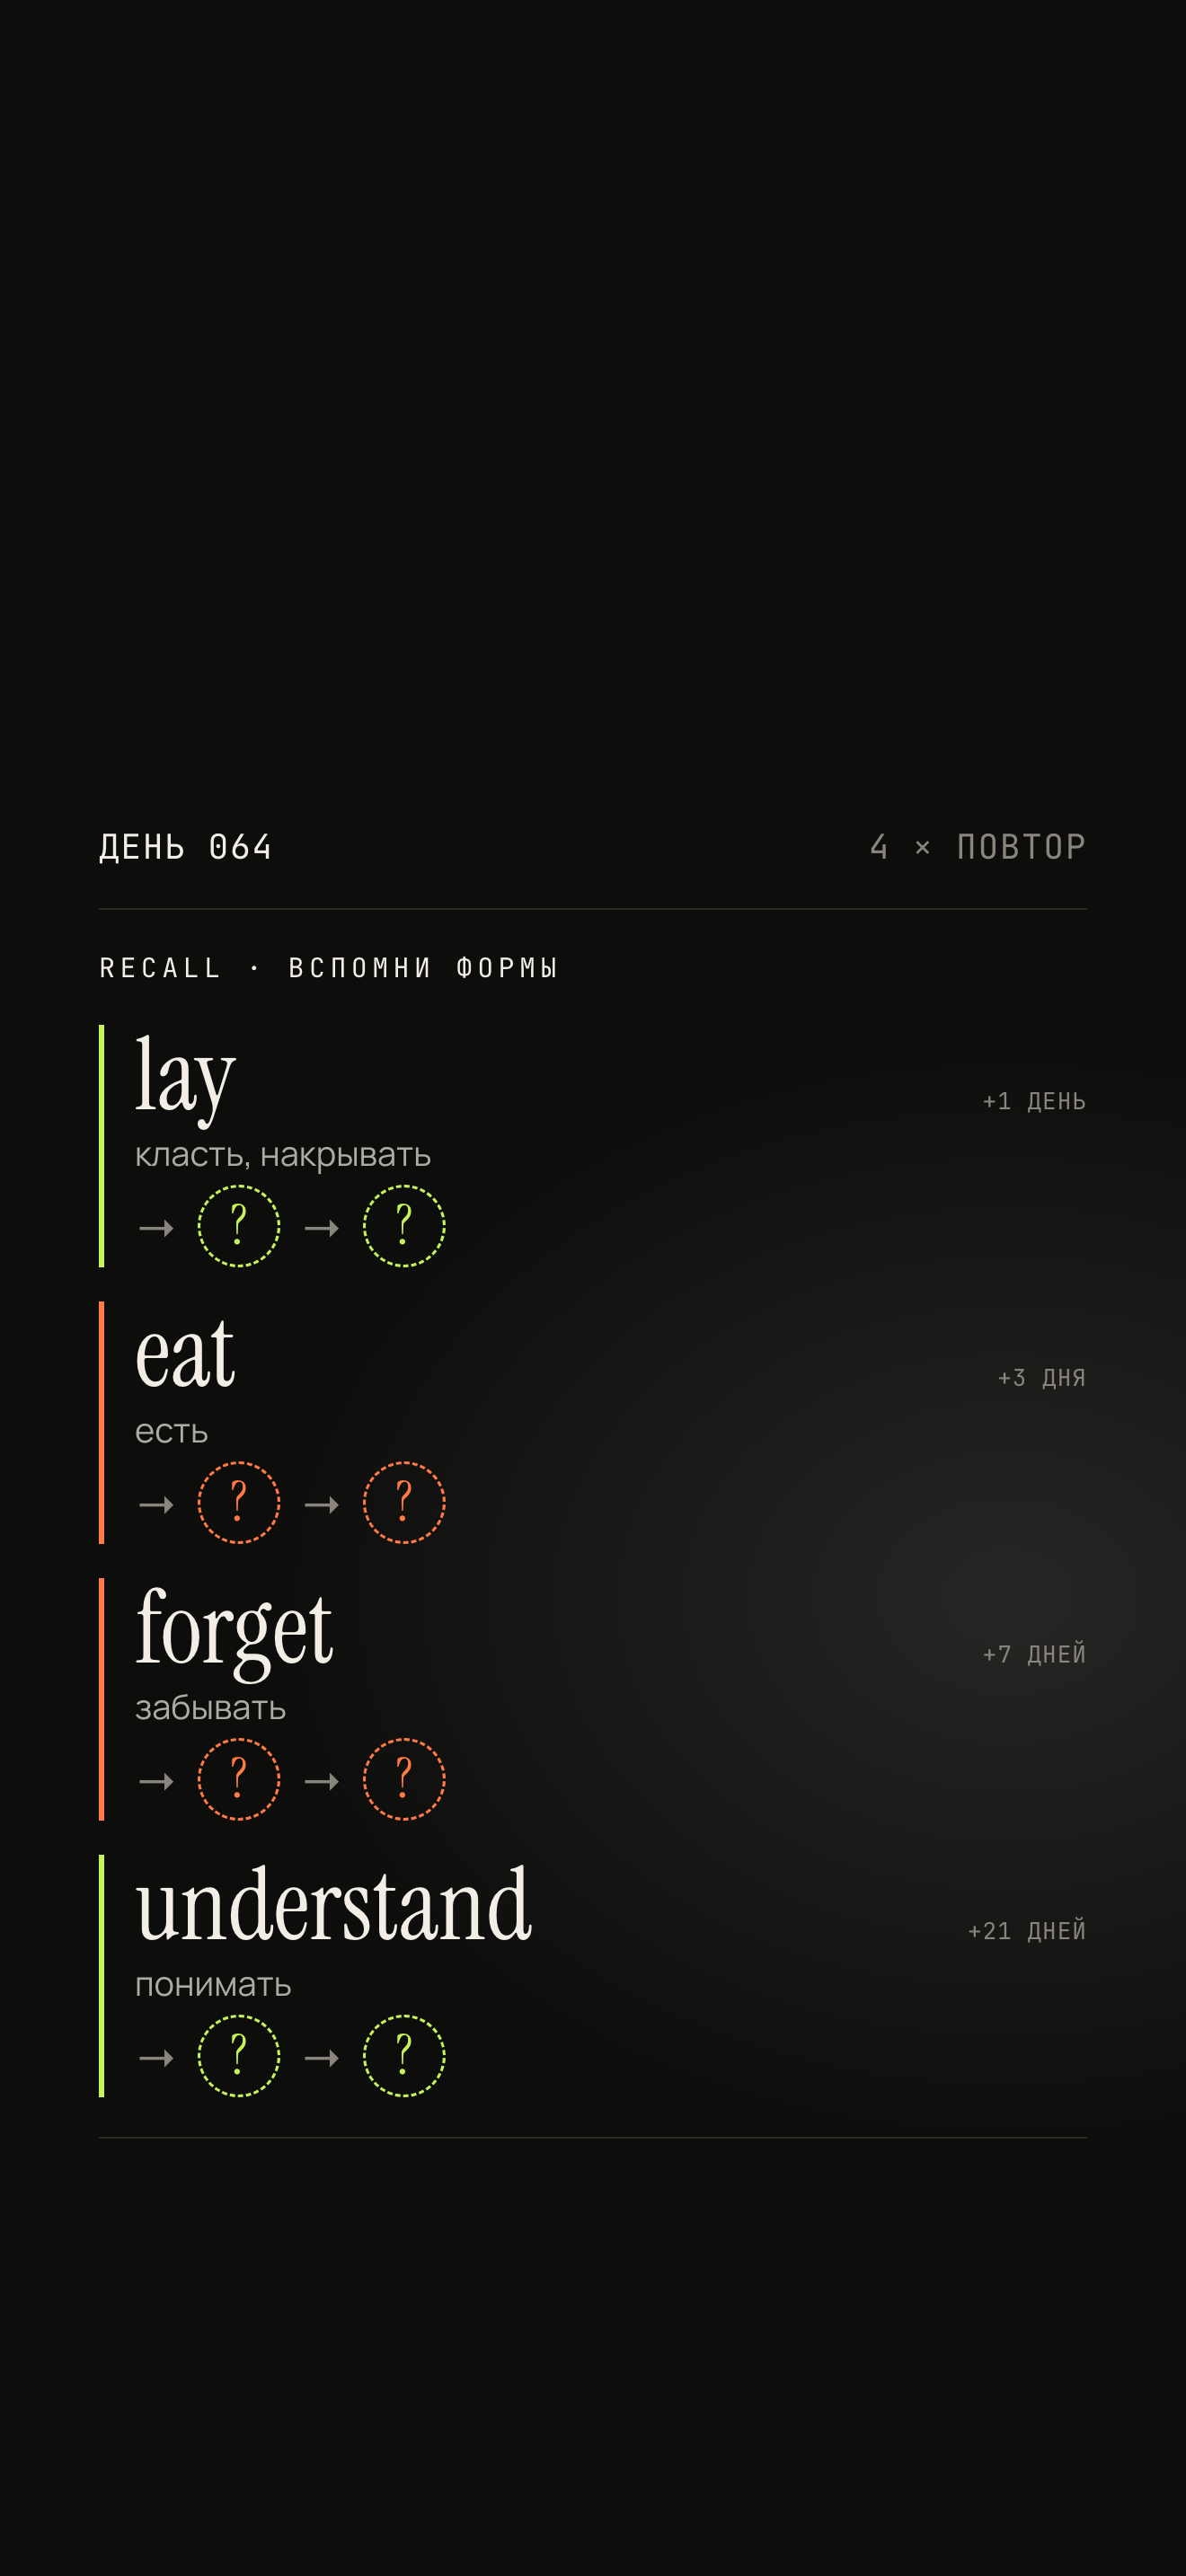 ДЕНЬ 064 4 × ПОВТОР
RECALL · ВСПОМНИ ФОРМЫ
lay
+1 ДЕНЬ
класть, накрывать
→ ? → ?
eat
+3 ДНЯ
есть
→ ? → ?
forget
+7 ДНЕЙ
забывать
→ ? → ?
understand
+21 ДНЕЙ
понимать
→ ? → ?